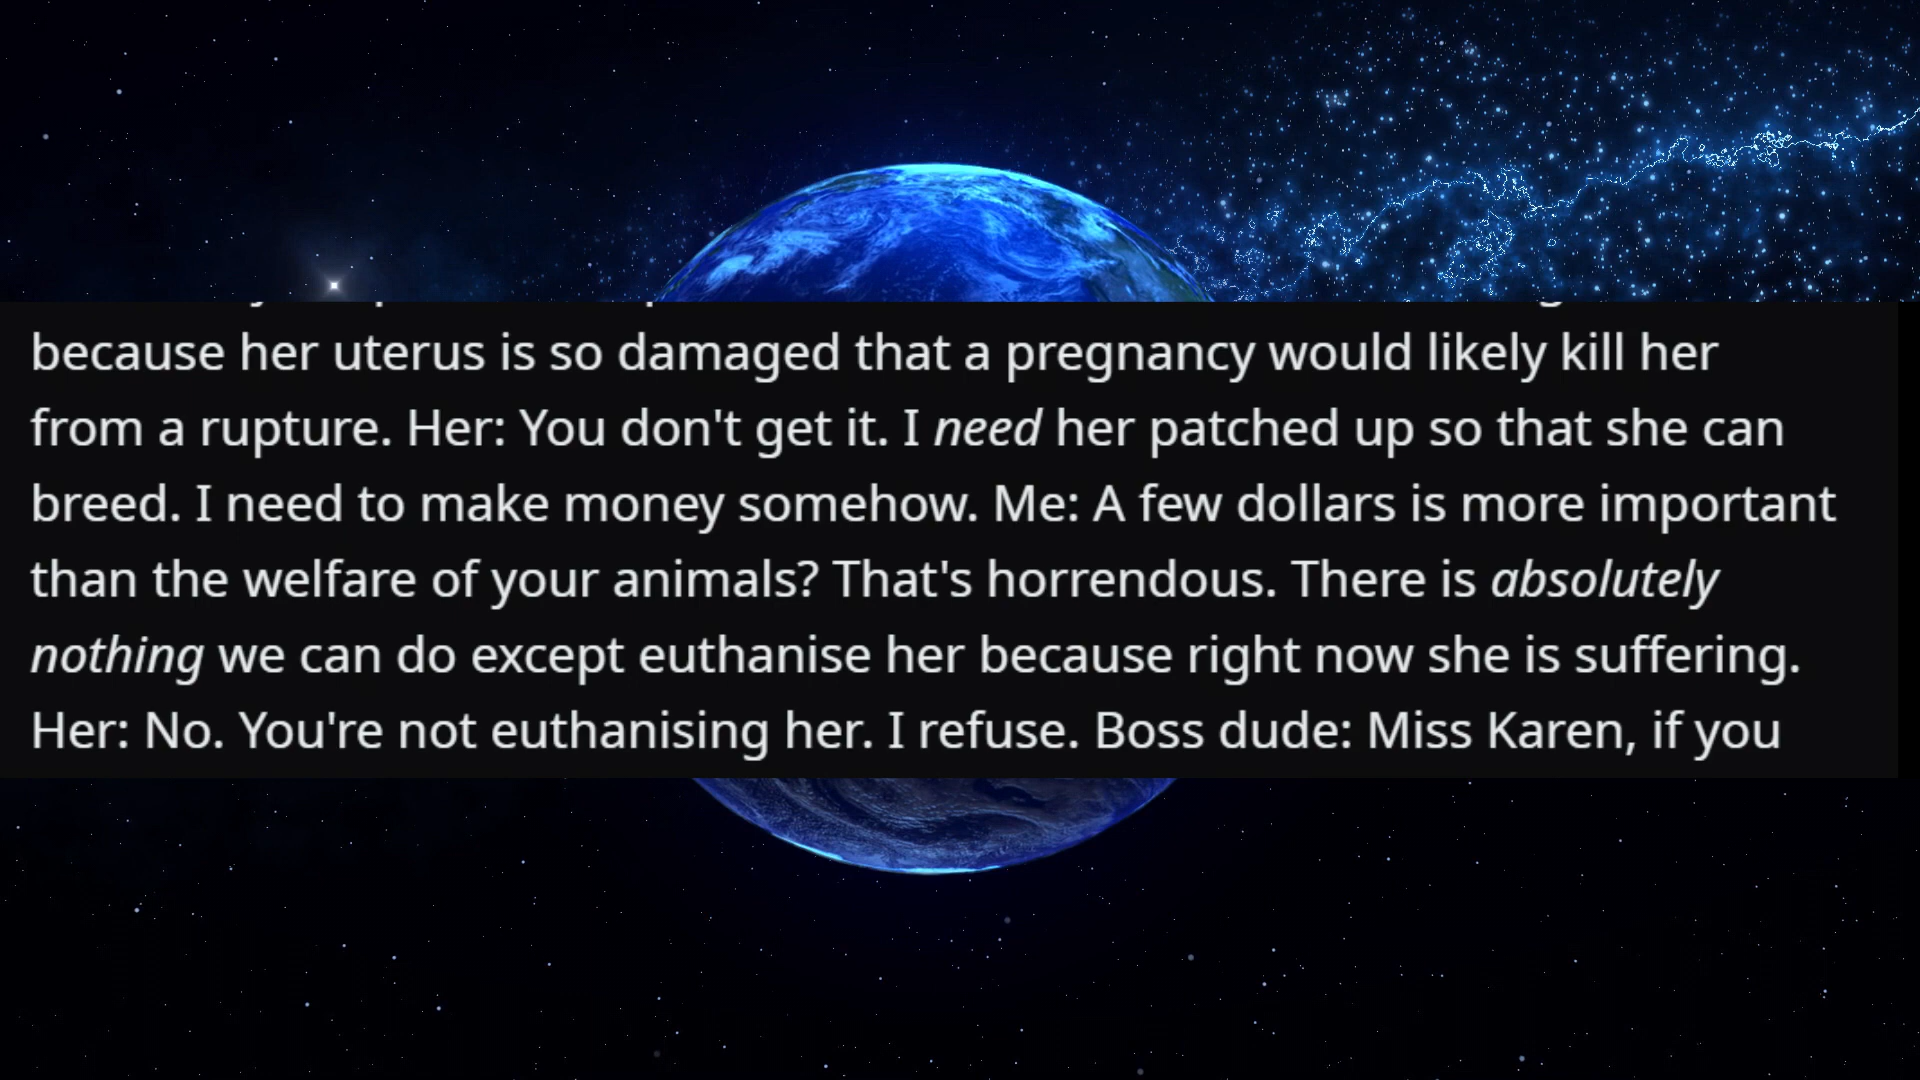 because her uterus is so damaged that a pregnancy would likely kill her
from a rupture. Her: You don't get it. I need her patched up so that she can
breed. I need to make money somehow. Me: A few dollars is more important
than the welfare of your animals? That's horrendous. There is absolutely
nothing we can do except euthanise her because right now she is suffering.
Her: No. You're not euthanising her. I refuse. Boss dude: Miss Karen, if you